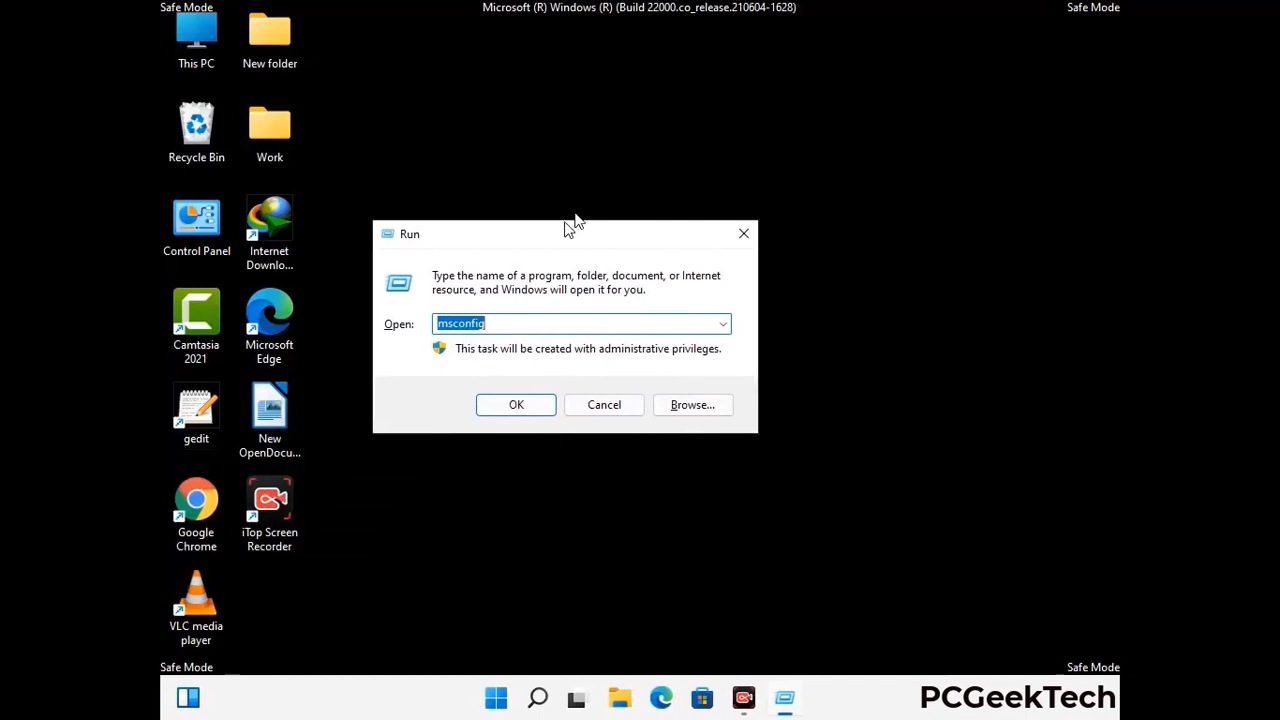 Safe Mode
Microsoft (R) Windows (R) (Build 22000.co_release.210604-1628)
Safe Mode
This PC
New folder
Recycle Bin
Work
Control Panel
Internet
Downlo...
Camtasia
2021
Microsoft
Edge
gedit
New
OpenDocu...
Google
Chrome
iTop Screen
Recorder
VLC media
player
Run
Type the name of a program, folder, document, or Internet
resource, and Windows will open it for you.
Open:
msconfig
This task will be created with administrative privileges.
OK
Cancel
Browse...
Safe Mode
Safe Mode
PCGeekTech